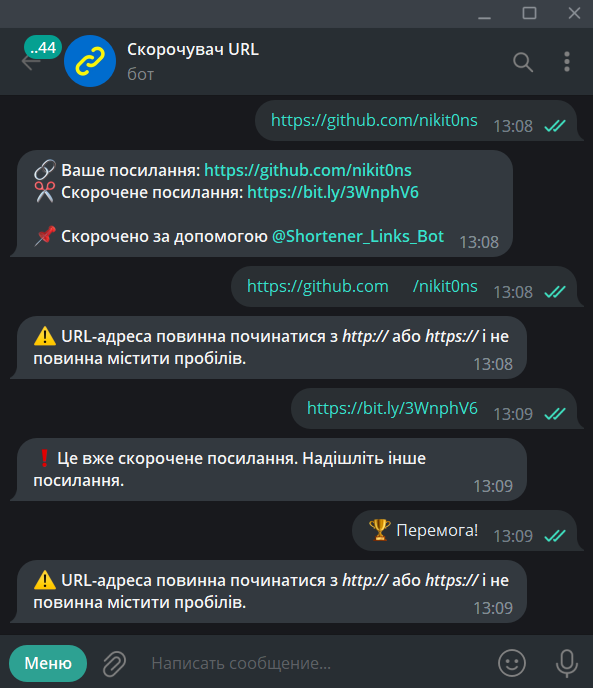 ..44
Скорочувач URL
бот
https://github.com/nikit0ns 13:08
🔗 Ваше посилання: https://github.com/nikit0ns
✂️ Скорочене посилання: https://bit.ly/3WnphV6
📌 Скорочено за допомогою @Shortener_Links_Bot 13:08
https://github.com /nikit0ns 13:08
⚠️ URL-адреса повинна починатися з http:// або https:// і не
повинна містити пробілів.
13:08
https://bit.ly/3WnphV6 13:09
❗ Це вже скорочене посилання. Надішліть інше
посилання.
13:09
🏆 Перемога! 13:09
⚠️ URL-адреса повинна починатися з http:// або https:// і не
повинна містити пробілів.
13:09
Меню
Написать сообщение...